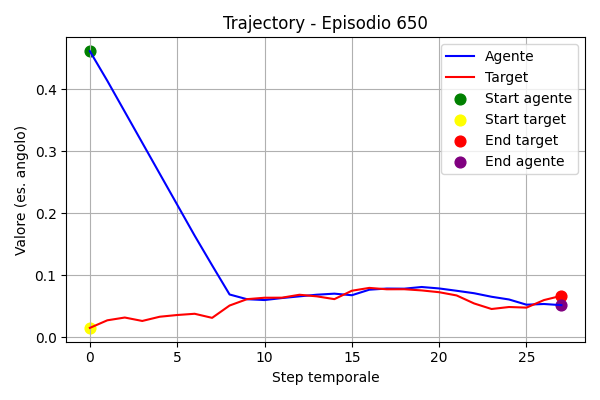 Trajectory - Episodio 650
Agente
Target
Start agente
Start target
End target
End agente
Valore (es. angolo)
0.4
0.3
0.2
0.1
0.0
0
5
10
15
20
25
Step temporale